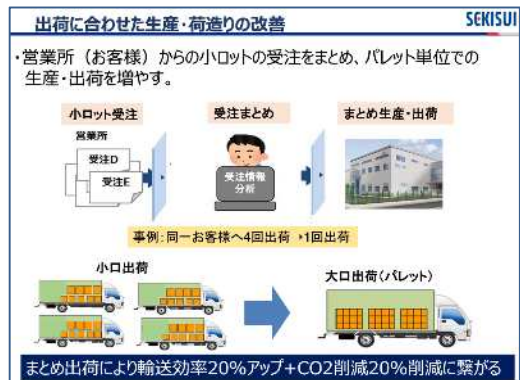 出荷に合わせた生産・荷造りの改善
SEKISUI
・営業所（お客様）からの小ロットの受注をまとめ、パレット単位での
生産・出荷を増やす。
小ロット受注
受注まとめ
まとめ生産・出荷
営業所
受注D
受注E
受注情報
分析
事例:同一お客様へ4回出荷→1回出荷
小口出荷
大口出荷(パレット)
まとめ出荷により輸送効率20%アップ+CO2削減20%削減に繋がる